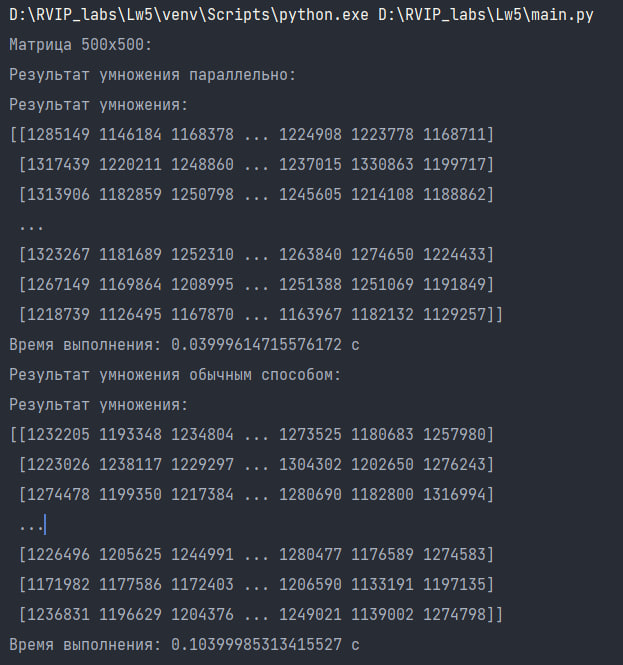 D:\RVIP_labs\Lw5\venv\Scripts\python.exe D:\RVIP_labs\Lw5\main.py
Матрица 500x500:
Результат умножения параллельно:
Результат умножения:
[[1285149 1146184 1168378 ... 1224908 1223778 1168711]
 [1317439 1220211 1248860 ... 1237015 1330863 1199717]
 [1313906 1182859 1250798 ... 1245605 1214108 1188862]
 ...
 [1323267 1181689 1252310 ... 1263840 1274650 1224433]
 [1267149 1169864 1208995 ... 1251388 1251069 1191849]
 [1218739 1126495 1167870 ... 1163967 1182132 1129257]]
Время выполнения: 0.03999614715576172 с
Результат умножения обычным способом:
Результат умножения:
[[1232205 1193348 1234804 ... 1273525 1180683 1257980]
 [1223026 1238117 1229297 ... 1304302 1202650 1276243]
 [1274478 1199350 1217384 ... 1280690 1182800 1316994]
 ...
 [1226496 1205625 1244991 ... 1280477 1176589 1274583]
 [1171982 1177586 1172403 ... 1206590 1133191 1197135]
 [1236831 1196629 1204376 ... 1249021 1139002 1274798]]
Время выполнения: 0.10399985313415527 с